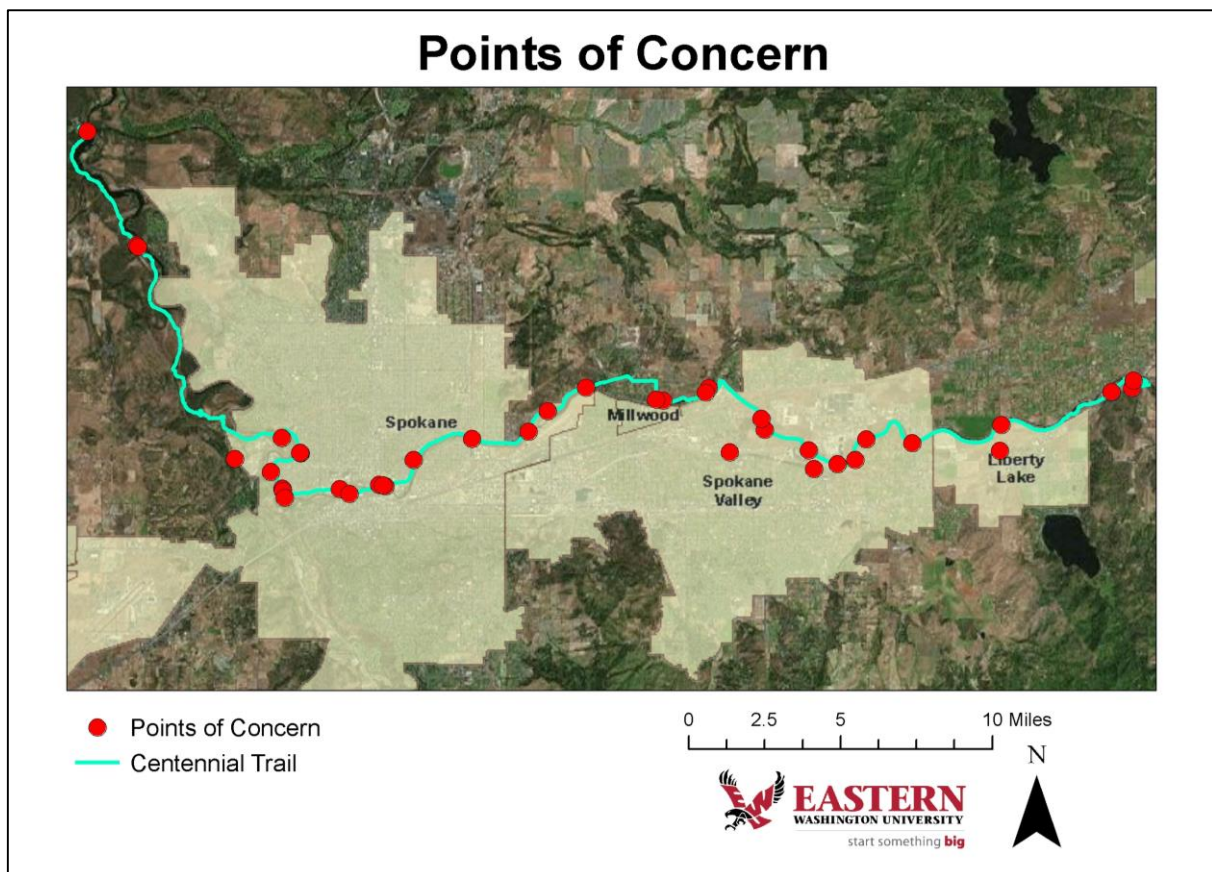 Points of Concern
Spokane
Millwood
Spokane
Valley
Liberty
Lake
Points of Concern
Centennial Trail
0 2.5 5 10 Miles
N
EWU
EASTERN
WASHINGTON UNIVERSITY
start something big